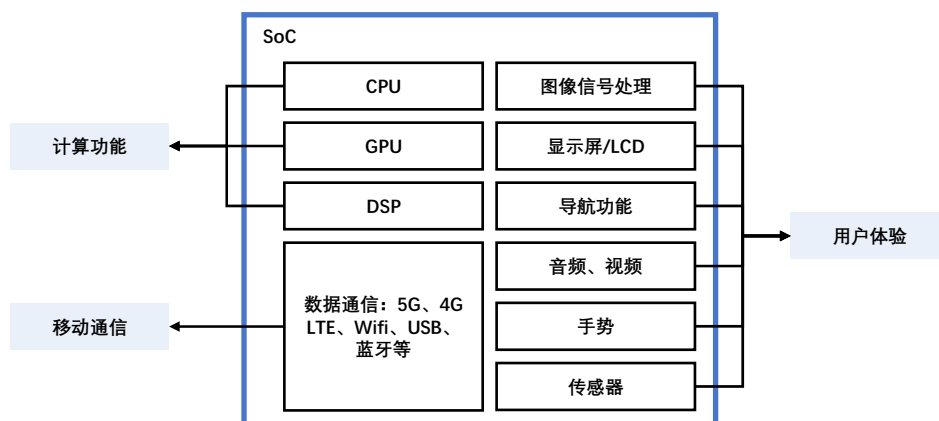 SoC
CPU
图像信号处理
计算功能
GPU
显示屏/LCD
DSP
导航功能
用户体验
音频、视频
数据通信：5G、4G
LTE、Wifi、USB、
蓝牙等
移动通信
手势
传感器